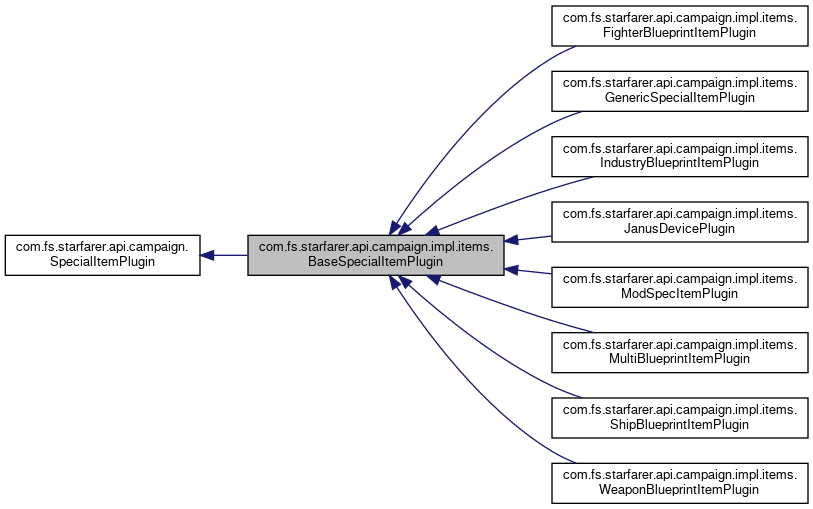 com.fs.starfarer.api.campaign.impl.items.
FighterBlueprintItemPlugin
com.fs.starfarer.api.campaign.impl.items.
GenericSpecialItemPlugin
com.fs.starfarer.api.campaign.impl.items.
IndustryBlueprintItemPlugin
com.fs.starfarer.api.campaign.impl.items.
JanusDevicePlugin
com.fs.starfarer.api.campaign.
SpecialItemPlugin
com.fs.starfarer.api.campaign.impl.items.
BaseSpecialItemPlugin
com.fs.starfarer.api.campaign.impl.items.
ModSpecItemPlugin
com.fs.starfarer.api.campaign.impl.items.
MultiBlueprintItemPlugin
com.fs.starfarer.api.campaign.impl.items.
ShipBlueprintItemPlugin
com.fs.starfarer.api.campaign.impl.items.
WeaponBlueprintItemPlugin